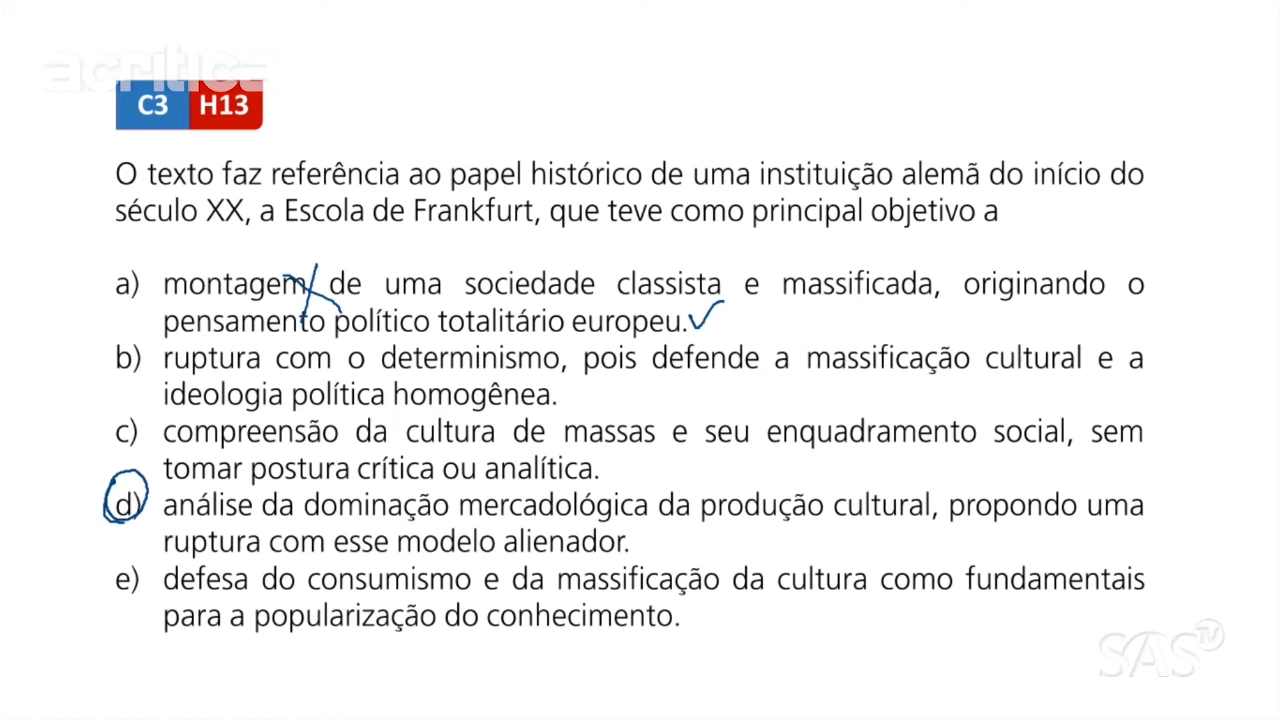 acritica
C3 H13
O texto faz referência ao papel histórico de uma instituição alemã do início do
século XX, a Escola de Frankfurt, que teve como principal objetivo a
a) montagem de uma sociedade classista e massificada, originando o
pensamento político totalitário europeu.
b) ruptura com o determinismo, pois defende a massificação cultural e a
ideologia política homogênea.
c) compreensão da cultura de massas e seu enquadramento social, sem
tomar postura crítica ou analítica.
d) análise da dominação mercadológica da produção cultural, propondo uma
ruptura com esse modelo alienador.
e) defesa do consumismo e da massificação da cultura como fundamentais
para a popularização do conhecimento.
SAS TV